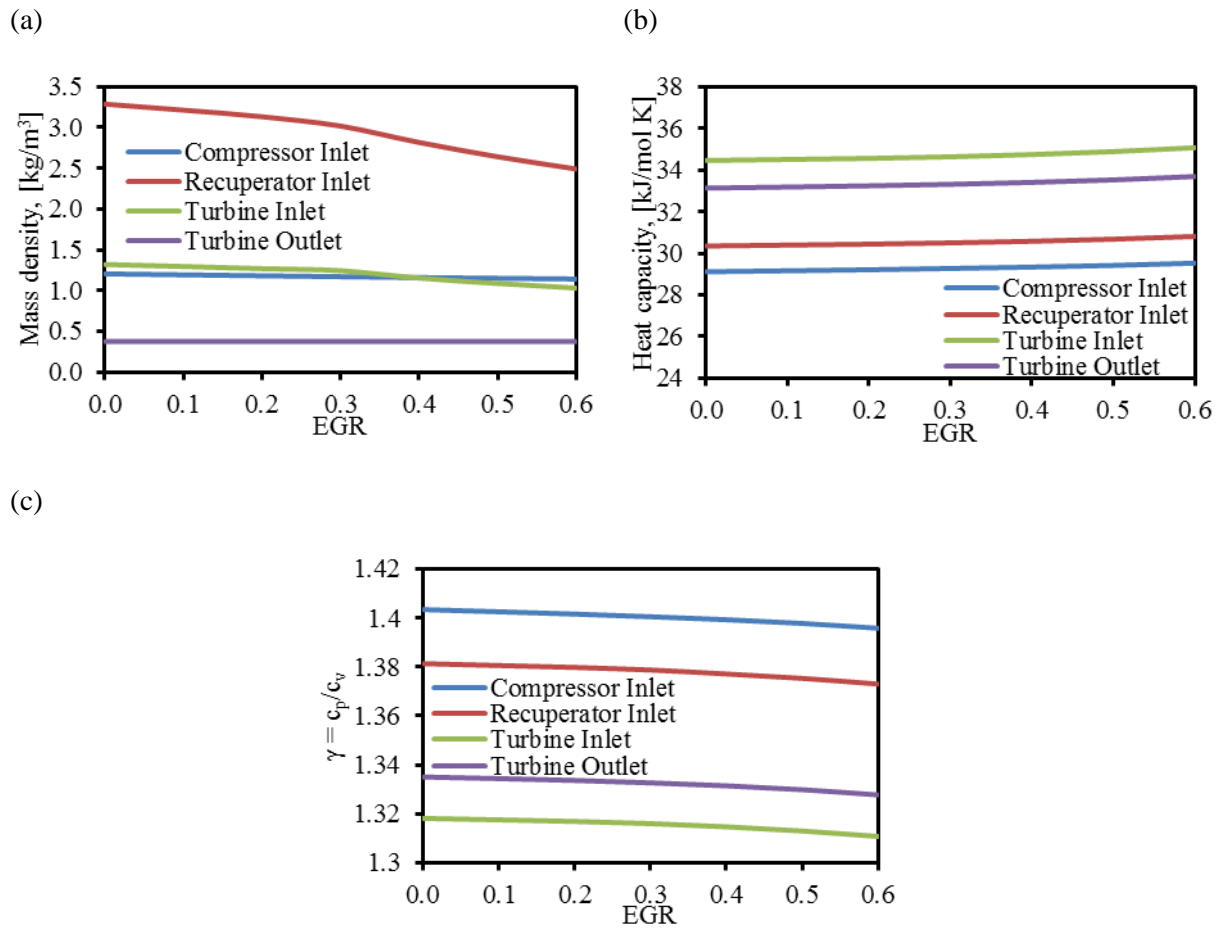 (a)
Mass density, [kg/m³]
3.5
3.0
2.5
2.0
1.5
1.0
0.5
0.0
Compressor Inlet
Recuperator Inlet
Turbine Inlet
Turbine Outlet
0.0 0.1 0.2 0.3 0.4 0.5 0.6
EGR
(b)
Heat capacity, [kJ/mol K]
38
36
34
32
30
28
26
24
Compressor Inlet
Recuperator Inlet
Turbine Inlet
Turbine Outlet
0.0 0.1 0.2 0.3 0.4 0.5 0.6
EGR
(c)
γ = cₚ/cᵥ
1.42
1.4
1.38
1.36
1.34
1.32
1.3
Compressor Inlet
Recuperator Inlet
Turbine Inlet
Turbine Outlet
0.0 0.1 0.2 0.3 0.4 0.5 0.6
EGR